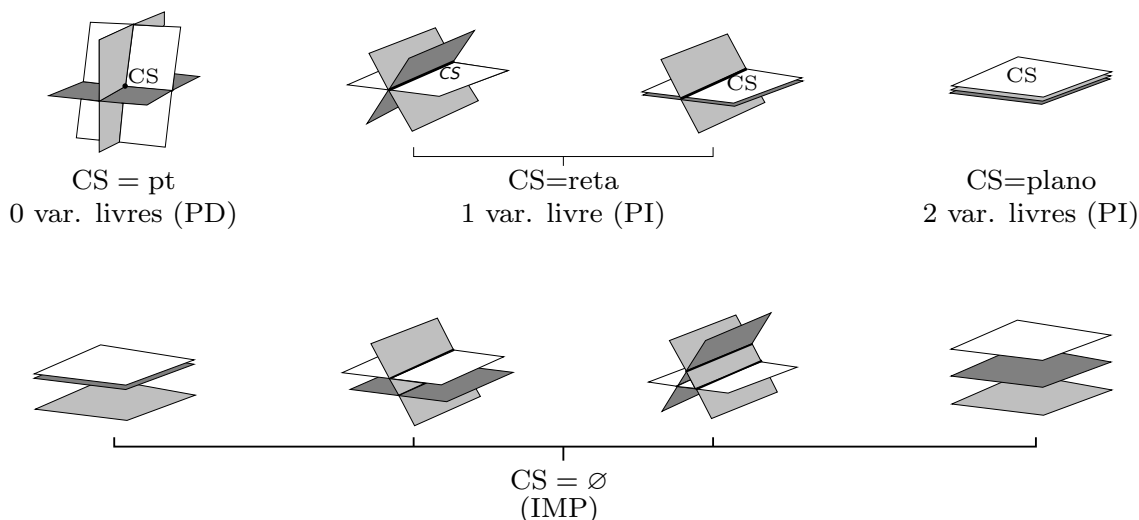 CS
CS
CS
CS
CS = pt
0 var. livres (PD)
CS=reta
1 var. livre (PI)
CS=plano
2 var. livres (PI)
CS = ∅
(IMP)